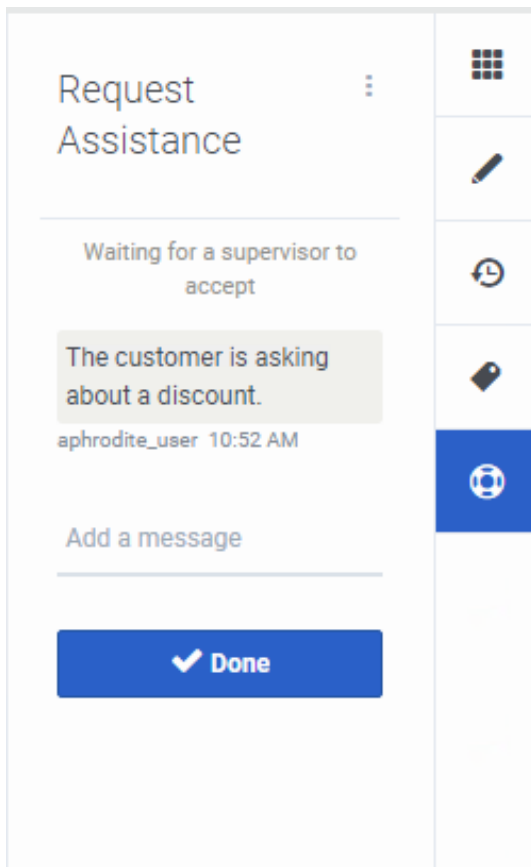 Request
Assistance
Waiting for a supervisor to
accept
The customer is asking
about a discount.
aphrodite_user 10:52 AM
Add a message
Done